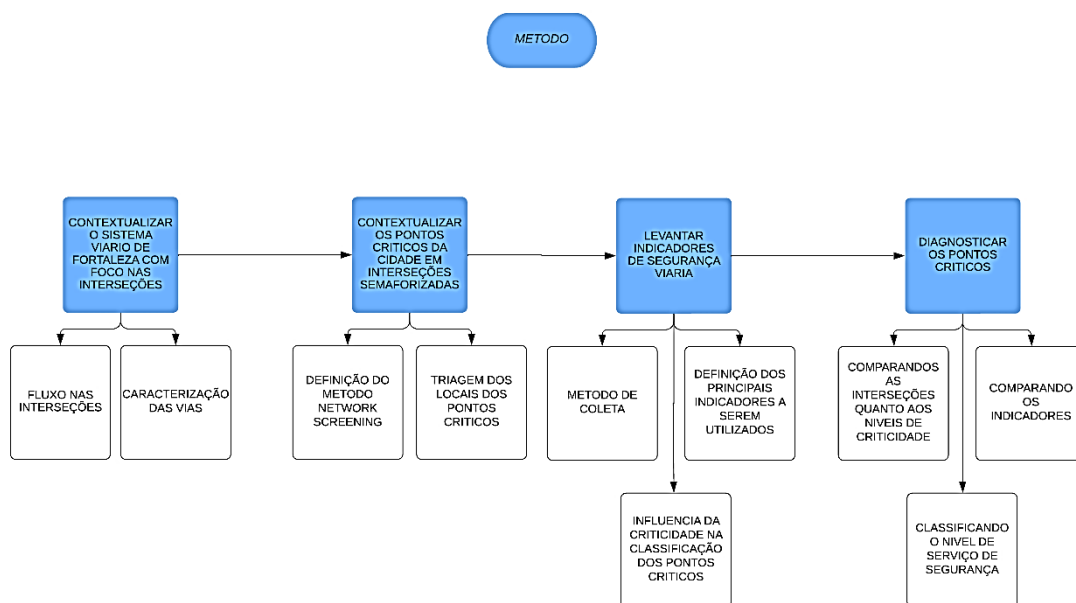 METODO
CONTEXTUALIZAR
O SISTEMA
VIARIO DE
FORTALEZA COM
FOCO NAS
INTERSEÇÕES
CONTEXTUALIZAR
OS PONTOS
CRITICOS DA
CIDADE EM
INTERSEÇÕES
SEMAFORIZADAS
LEVANTAR
INDICADORES
DE SEGURANÇA
VIARIA
DIAGNOSTICAR
OS PONTOS
CRITICOS
FLUXO NAS
INTERSEÇÕES
CARACTERIZAÇÃO
DAS VIAS
DEFINIÇÃO DO
METODO
NETWORK
SCREENING
TRIAGEM DOS
LOCAIS DOS
PONTOS
CRITICOS
METODO DE
COLETA
DEFINIÇÃO DOS
PRINCIPAIS
INDICADORES A
SEREM
UTILIZADOS
COMPARANDOS
AS
INTERSEÇÕES
QUANTO AOS
NIVEIS DE
CRITICIDADE
COMPARANDO
OS
INDICADORES
INFLUENCIA DA
CRITICIDADE NA
CLASSIFICAÇÃO
DOS PONTOS
CRITICOS
CLASSIFICANDO
O NIVEL DE
SERVIÇO DE
SEGURANÇA